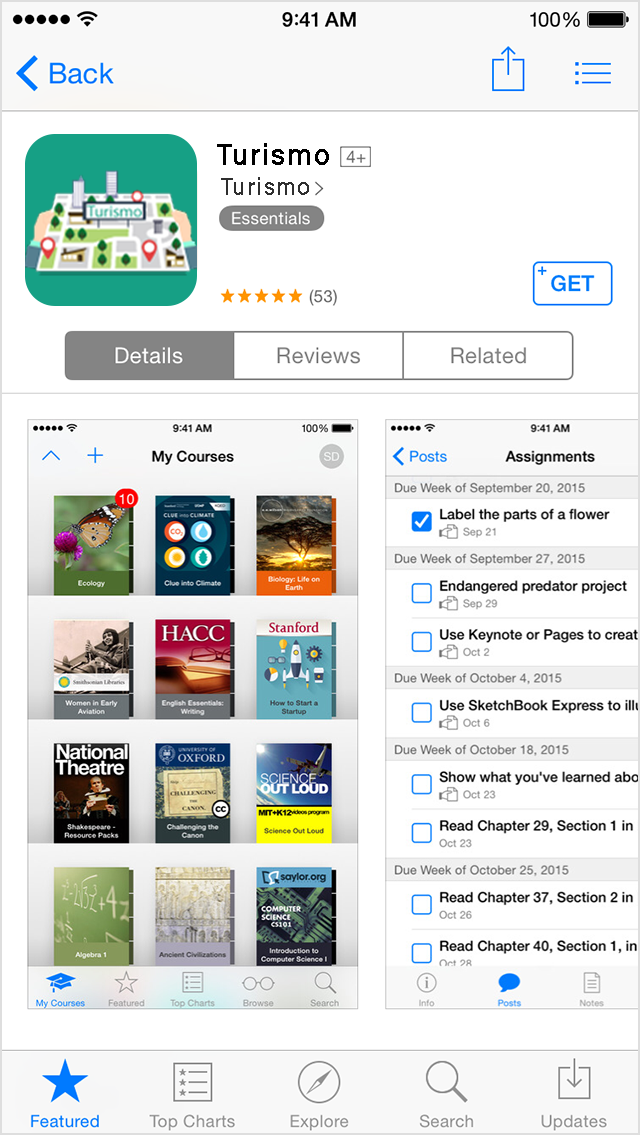 9:41 AM 100%
Back
Turismo 4+
Turismo
Turismo
Essentials
(53)
+ GET
Details Reviews Related
9:41 AM 100%
My Courses SD
10
Ecology
Clue into Climate
Biology: Life on
Earth
CLUE into CLIMATE
CO2
Smithsonian Libraries
Women in Early
Aviation
HACC
English Essentials:
Writing
Stanford
How to Start a
Startup
National
Theatre
Shakespeare -
Resource Packs
UNIVERSITY OF
OXFORD
CHALLENGING
THE CANON.
cc
Challenging the
Canon
SCIENCE
OUT LOUD
MIT+K12 videos program
Science Out Loud
Algebra 1
Ancient Civilizations
saylor.org
COMPUTER
SCIENCE
CS101
Introduction to
Computer Science I
My Courses Featured Top Charts Browse Search
9:41 AM
Posts Assignments
Due Week of September 20, 2015
Label the parts of a flower
Sep 21
Due Week of September 27, 2015
Endangered predator project
Sep 29
Use Keynote or Pages to creat
Oct 2
Due Week of October 4, 2015
Use SketchBook Express to illu
Oct 6
Due Week of October 18, 2015
Show what you've learned abo
Oct 23
Read Chapter 29, Section 1 in
Oct 23
Due Week of October 25, 2015
Read Chapter 37, Section 2 in
Oct 26
Read Chapter 40, Section 1, in
Oct 28
Info Posts Notes
Featured Top Charts Explore Search Updates